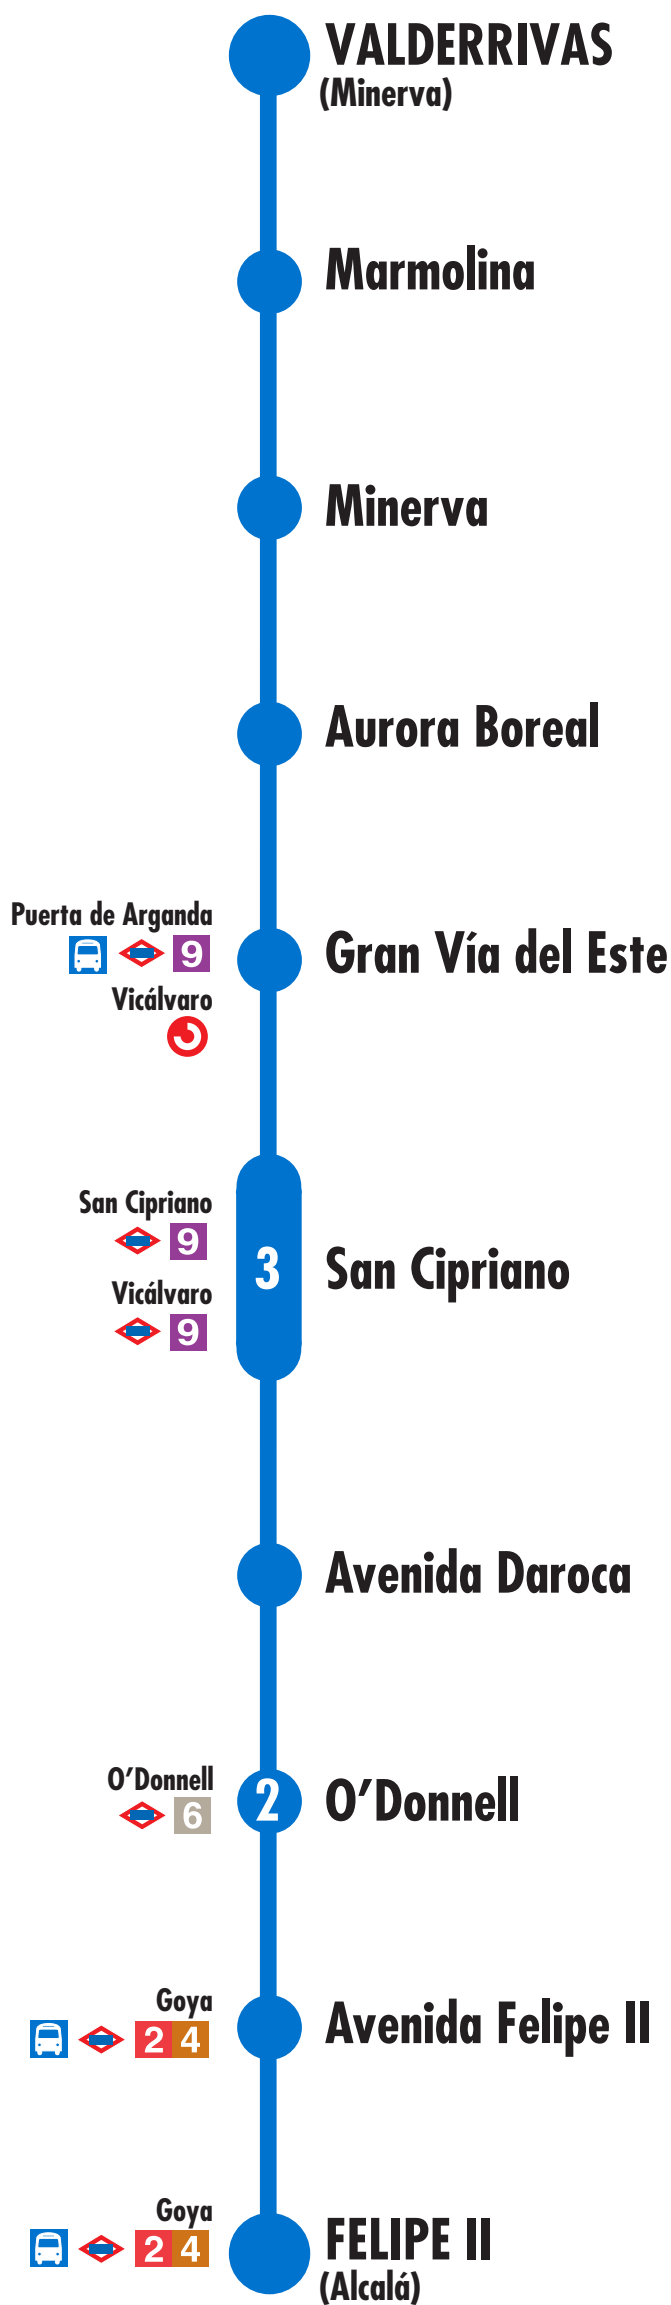 VALDERRIVAS
(Minerva)
Marmolina
Minerva
Aurora Boreal
Puerta de Arganda
9
Vicálvaro
Gran Vía del Este
San Cipriano
9
Vicálvaro
9
3
San Cipriano
Avenida Daroca
O'Donnell
6
2
O'Donnell
Goya
2 4
Avenida Felipe II
Goya
2 4
FELIPE II
(Alcalá)